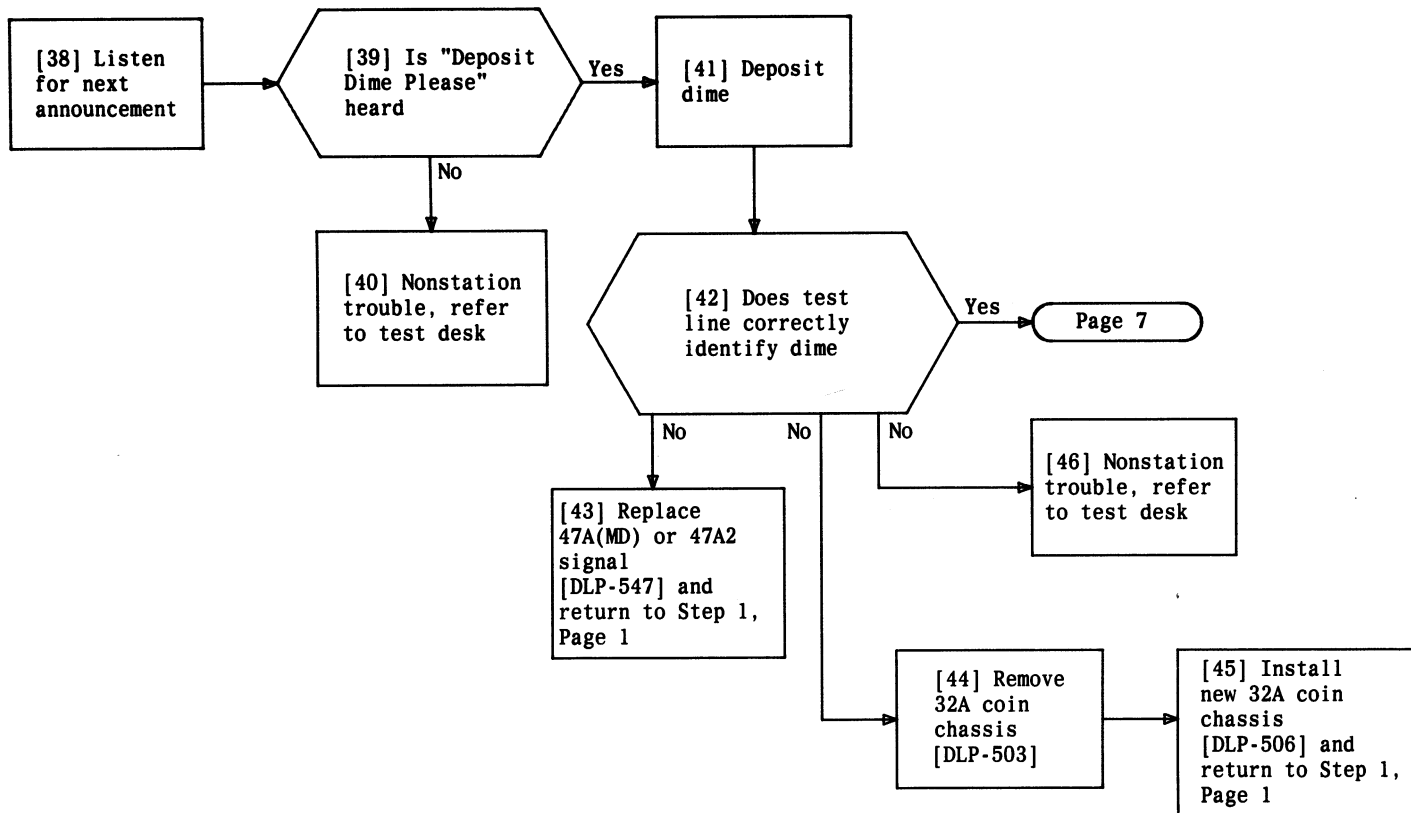 [38] Listen
for next
announcement
[39] Is "Deposit
Dime Please"
heard
Yes
[41] Deposit
dime
No
[40] Nonstation
trouble, refer
to test desk
[42] Does test
line correctly
identify dime
Yes
Page 7
No
No
No
[43] Replace
47A(MD) or 47A2
signal
[DLP-547] and
return to Step 1,
Page 1
[46] Nonstation
trouble, refer
to test desk
[44] Remove
32A coin
chassis
[DLP-503]
[45] Install
new 32A coin
chassis
[DLP-506] and
return to Step 1,
Page 1